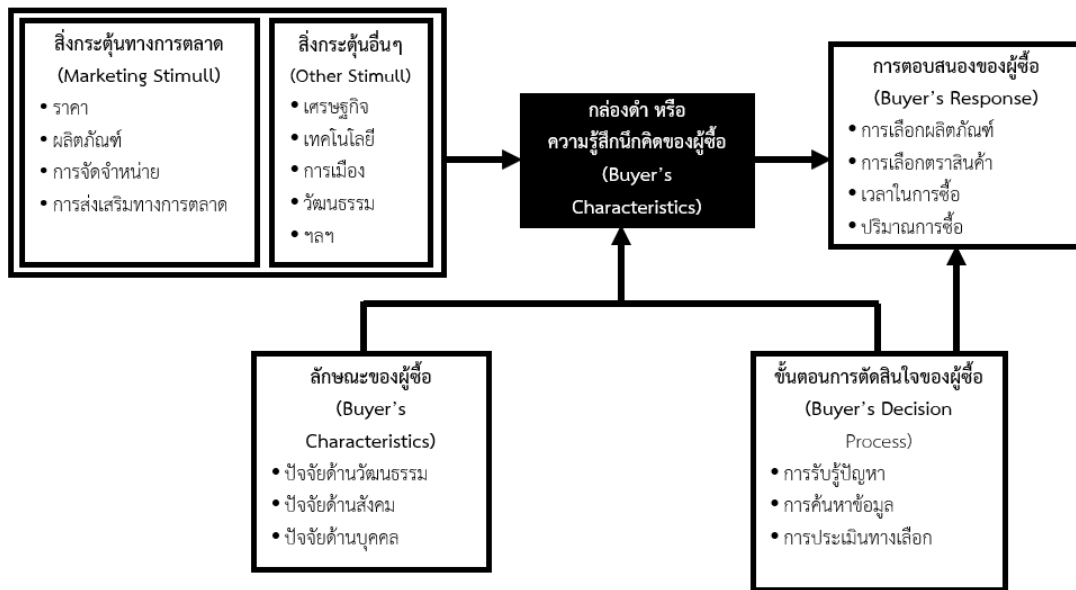 สิ่งกระตุ้นทางการตลาด
(Marketing Stimull)
• ราคา
• ผลิตภัณฑ์
• การจัดจำหน่าย
• การส่งเสริมทางการตลาด
สิ่งกระตุ้นอื่นๆ
(Other Stimull)
• เศรษฐกิจ
• เทคโนโลยี
• การเมือง
• วัฒนธรรม
• ฯลฯ
กล่องดำ หรือ
ความรู้สึกนึกคิดของผู้ซื้อ
(Buyer's
Characteristics)
การตอบสนองของผู้ซื้อ
(Buyer's Response)
• การเลือกผลิตภัณฑ์
• การเลือกตราสินค้า
• เวลาในการซื้อ
• ปริมาณการซื้อ
ลักษณะของผู้ซื้อ
(Buyer's
Characteristics)
• ปัจจัยด้านวัฒนธรรม
• ปัจจัยด้านสังคม
• ปัจจัยด้านบุคคล
ขั้นตอนการตัดสินใจของผู้ซื้อ
(Buyer's Decision
Process)
• การรับรู้ปัญหา
• การค้นหาข้อมูล
• การประเมินทางเลือก